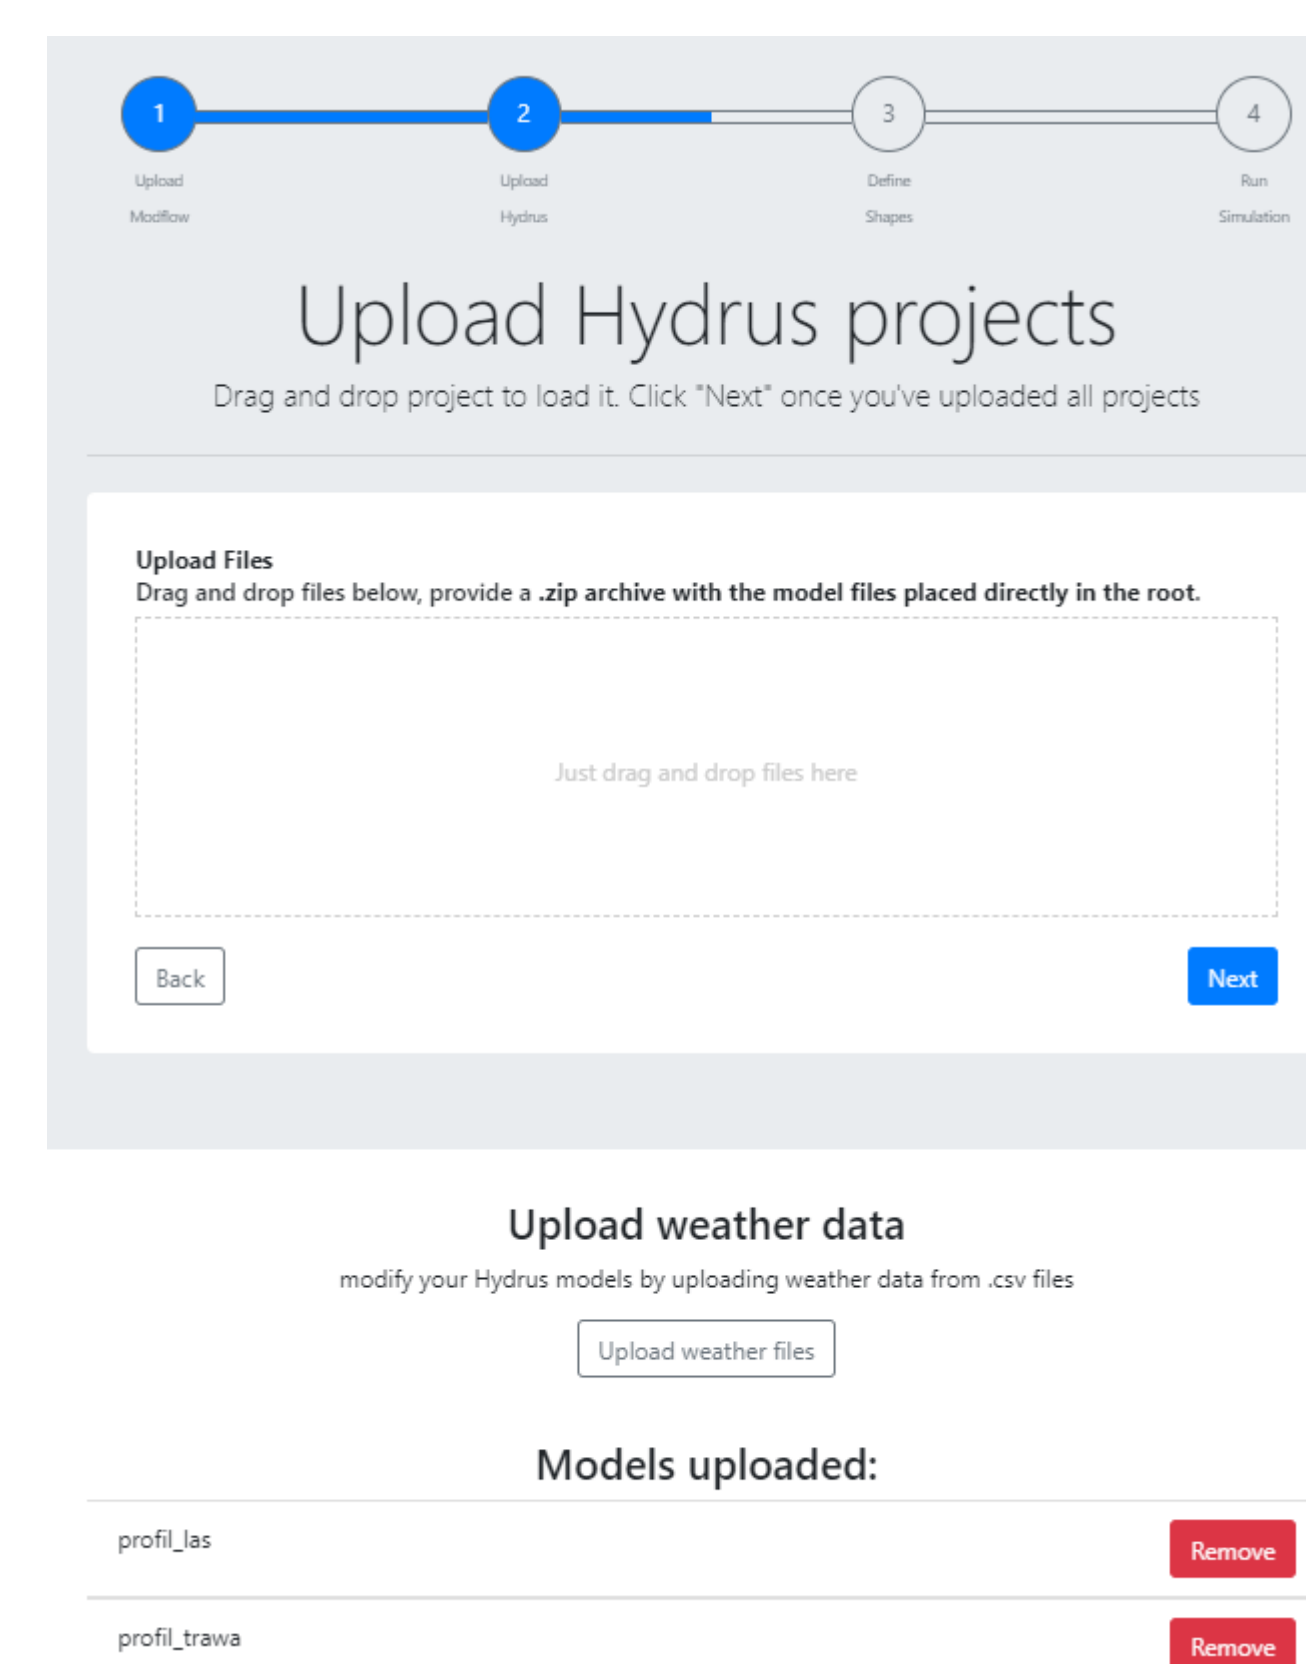 1
2
3
4
Upload
Modflow
Upload
Hydrus
Define
Shapes
Run
Simulation
Upload Hydrus projects
Drag and drop project to load it. Click "Next" once you've uploaded all projects
Upload Files
Drag and drop files below, provide a .zip archive with the model files placed directly in the root.
Just drag and drop files here
Back
Next
Upload weather data
modify your Hydrus models by uploading weather data from .csv files
Upload weather files
Models uploaded:
profil_las
Remove
profil_trawa
Remove